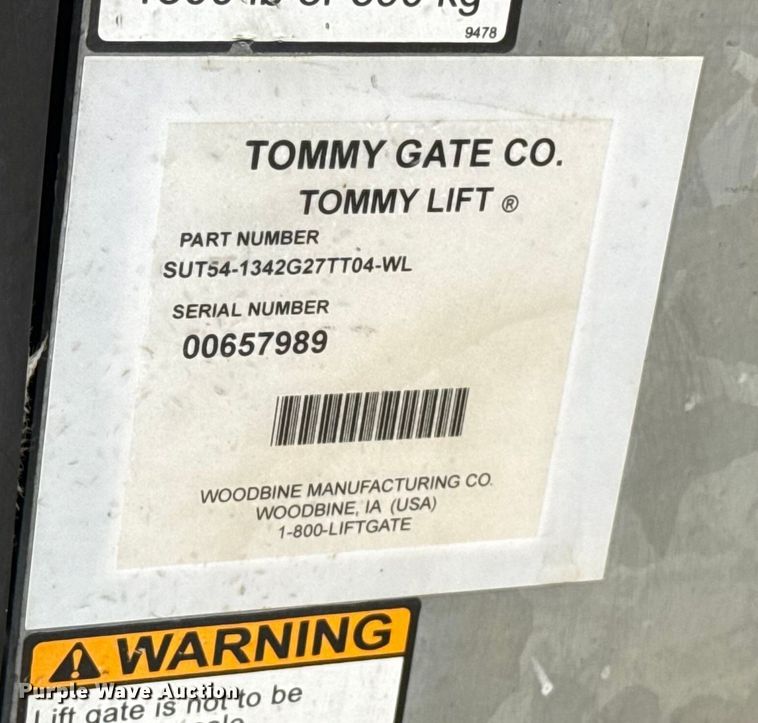 9478
TOMMY GATE CO.
TOMMY LIFT ®
PART NUMBER
SUT54-1342G27TT04-WL
SERIAL NUMBER
00657989
WOODBINE MANUFACTURING CO.
WOODBINE, IA (USA)
1-800-LIFTGATE
WARNING
Purple Wave Auction
Lift gate is not to be